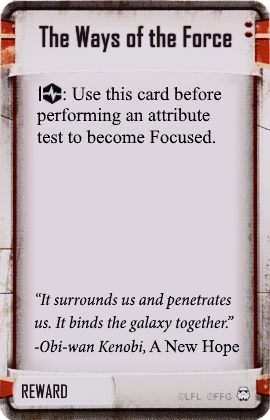 The Ways of the Force
: Use this card before
performing an attribute
test to become Focused.
“It surrounds us and penetrates
us. It binds the galaxy together.”
-Obi-wan Kenobi, A New Hope
REWARD
©LFL ©FFG